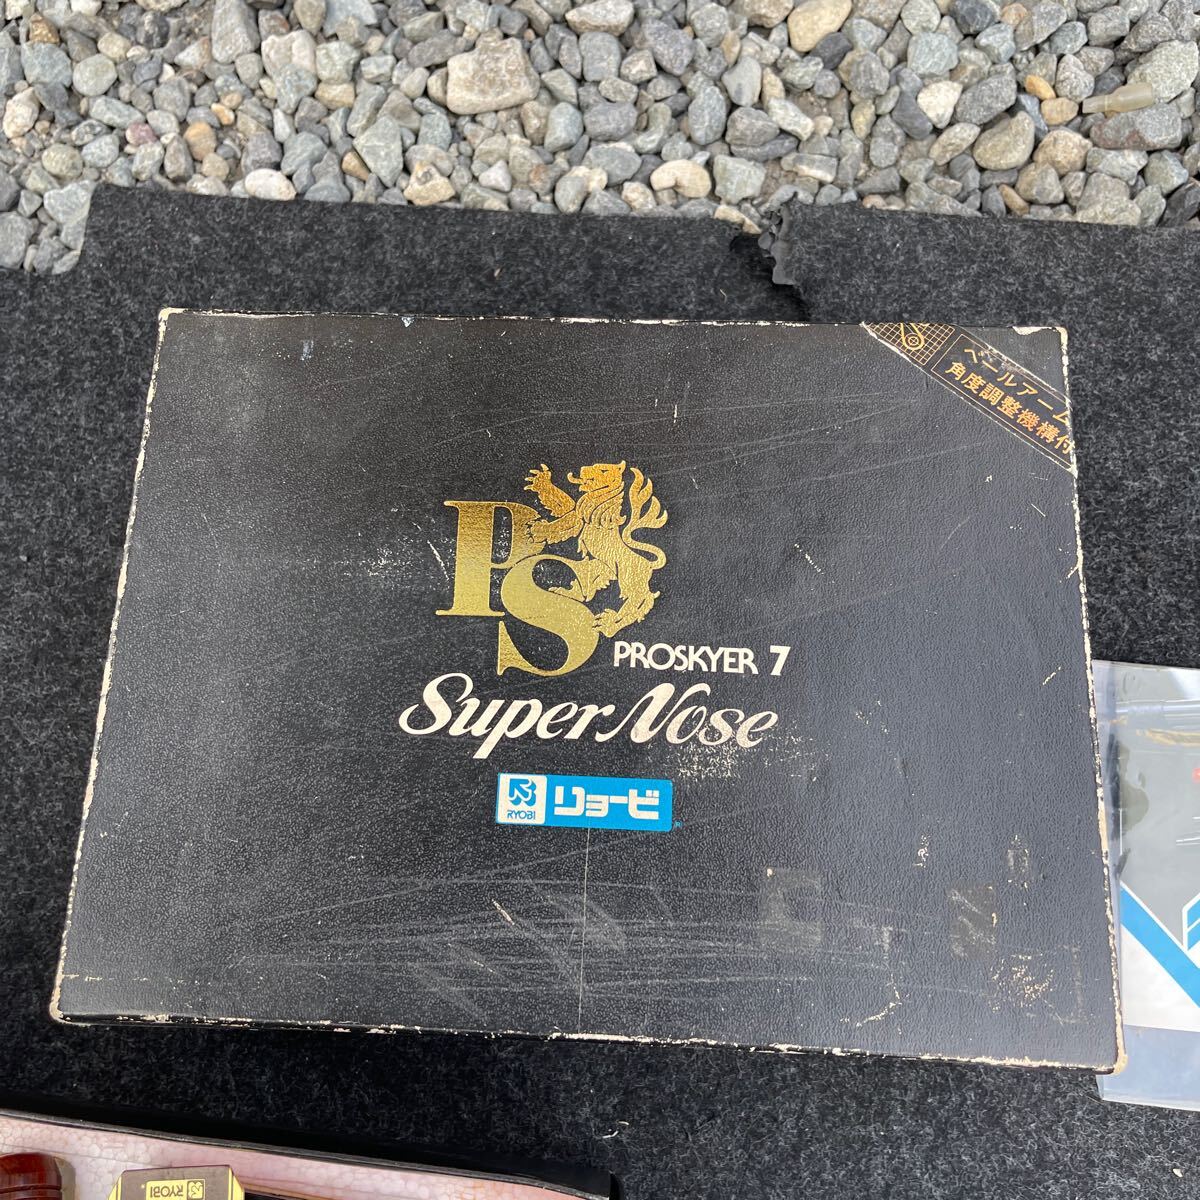 ベールアーム
角度調整機構付
PS
PROSKYER 7
Super Nose
RYOBI リョービ
RYOBI